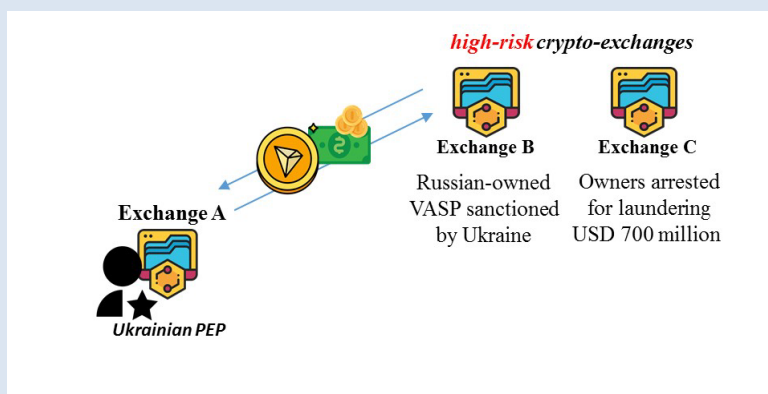 high-risk crypto-exchanges
Exchange B
Exchange C
Russian-owned
VASP sanctioned
by Ukraine
Owners arrested
for laundering
USD 700 million
Exchange A
Ukrainian PEP